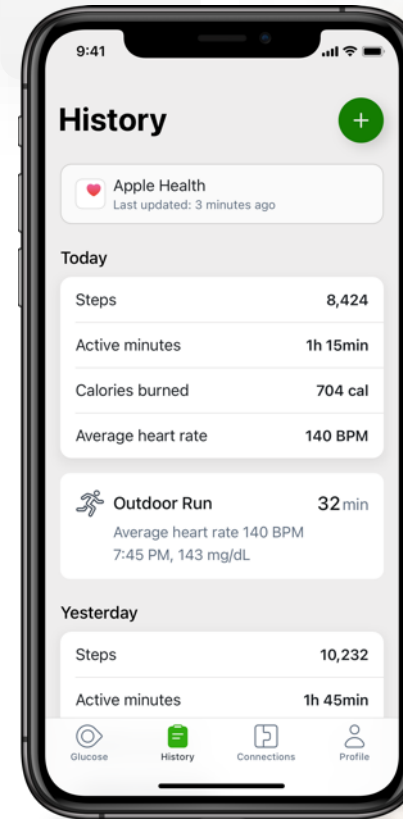 9:41
History
Apple Health
Last updated: 3 minutes ago
Today
Steps 8,424
Active minutes 1h 15min
Calories burned 704 cal
Average heart rate 140 BPM
Outdoor Run 32 min
Average heart rate 140 BPM
7:45 PM, 143 mg/dL
Yesterday
Steps 10,232
Active minutes 1h 45min
Glucose History Connections Profile